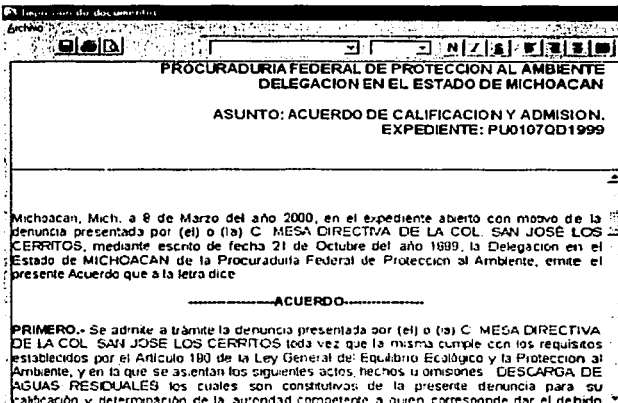 Impresion de documentos
Archivo
N
PROCURADURIA FEDERAL DE PROTECCION AL AMBIENTE
DELEGACION EN EL ESTADO DE MICHOACAN
ASUNTO: ACUERDO DE CALIFICACION Y ADMISION.
EXPEDIENTE: PU0107QD1999
Michoacan, Mich. a 8 de Marzo del año 2000, en el expediente abierto con motivo de la
denuncia presentada por (el) o (la) C. MESA DIRECTIVA DE LA COL. SAN JOSÉ LOS
CERRITOS, mediante escrito de fecha 21 de Octubre del año 1999, la Delegacion en el
Estado de MICHOACAN de la Procuraduria Federal de Proteccion al Ambiente, emite el
presente Acuerdo que a la letra dice
----------------ACUERDO----------------
PRIMERO.- Se admite a trámite la denuncia presentada por (el) o (la) C. MESA DIRECTIVA
DE LA COL. SAN JOSE LOS CERRITOS toda vez que la misma cumple con los requisitos
establecidos por el Articulo 190 de la Ley General del Equilibrio Ecológico y la Protección al
Ambiente, y en la que se asientan los siguientes actos, hechos u omisiones DESCARGA DE
AGUAS RESIDUALES los cuales son constitutivos de la presente denuncia para su
calificación y determinación de la autoridad competente a quien corresponde dar el debido